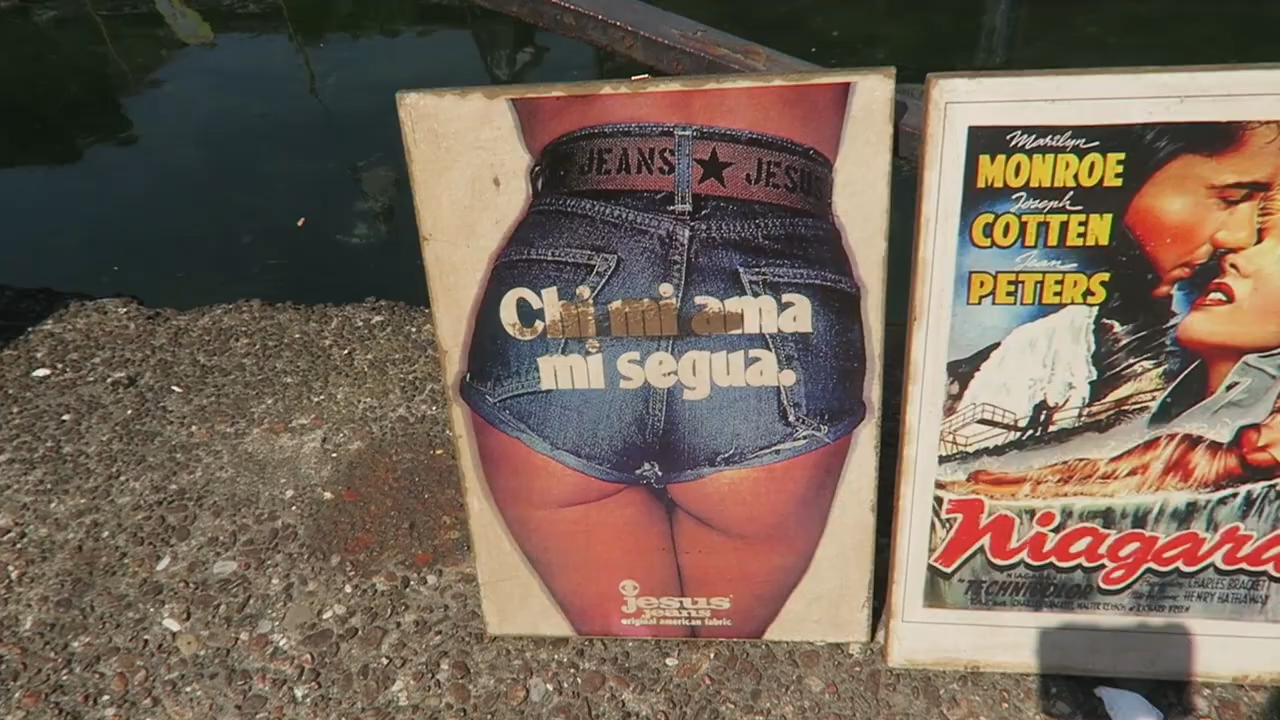 JEANS ★ JESUS
Chi mi ama
mi segua.
jesus
jeans
original american fabric
Marilyn
MONROE
Joseph
COTTEN
Jean
PETERS
Niagara
NIAGARA
TECHNICOLOR
CHARLES BRACKETT
HENRY HATHAWAY